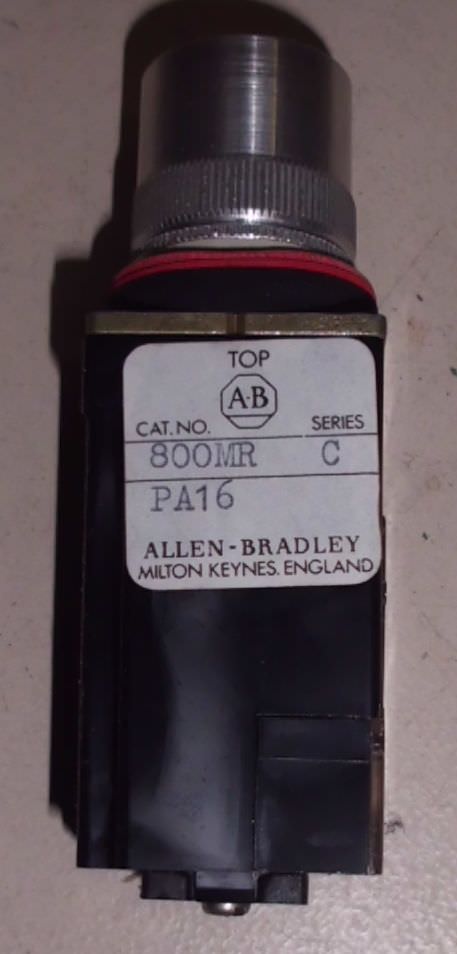 TOP
A·B
CAT. NO. SERIES
800MR C
PA16
ALLEN-BRADLEY
MILTON KEYNES. ENGLAND